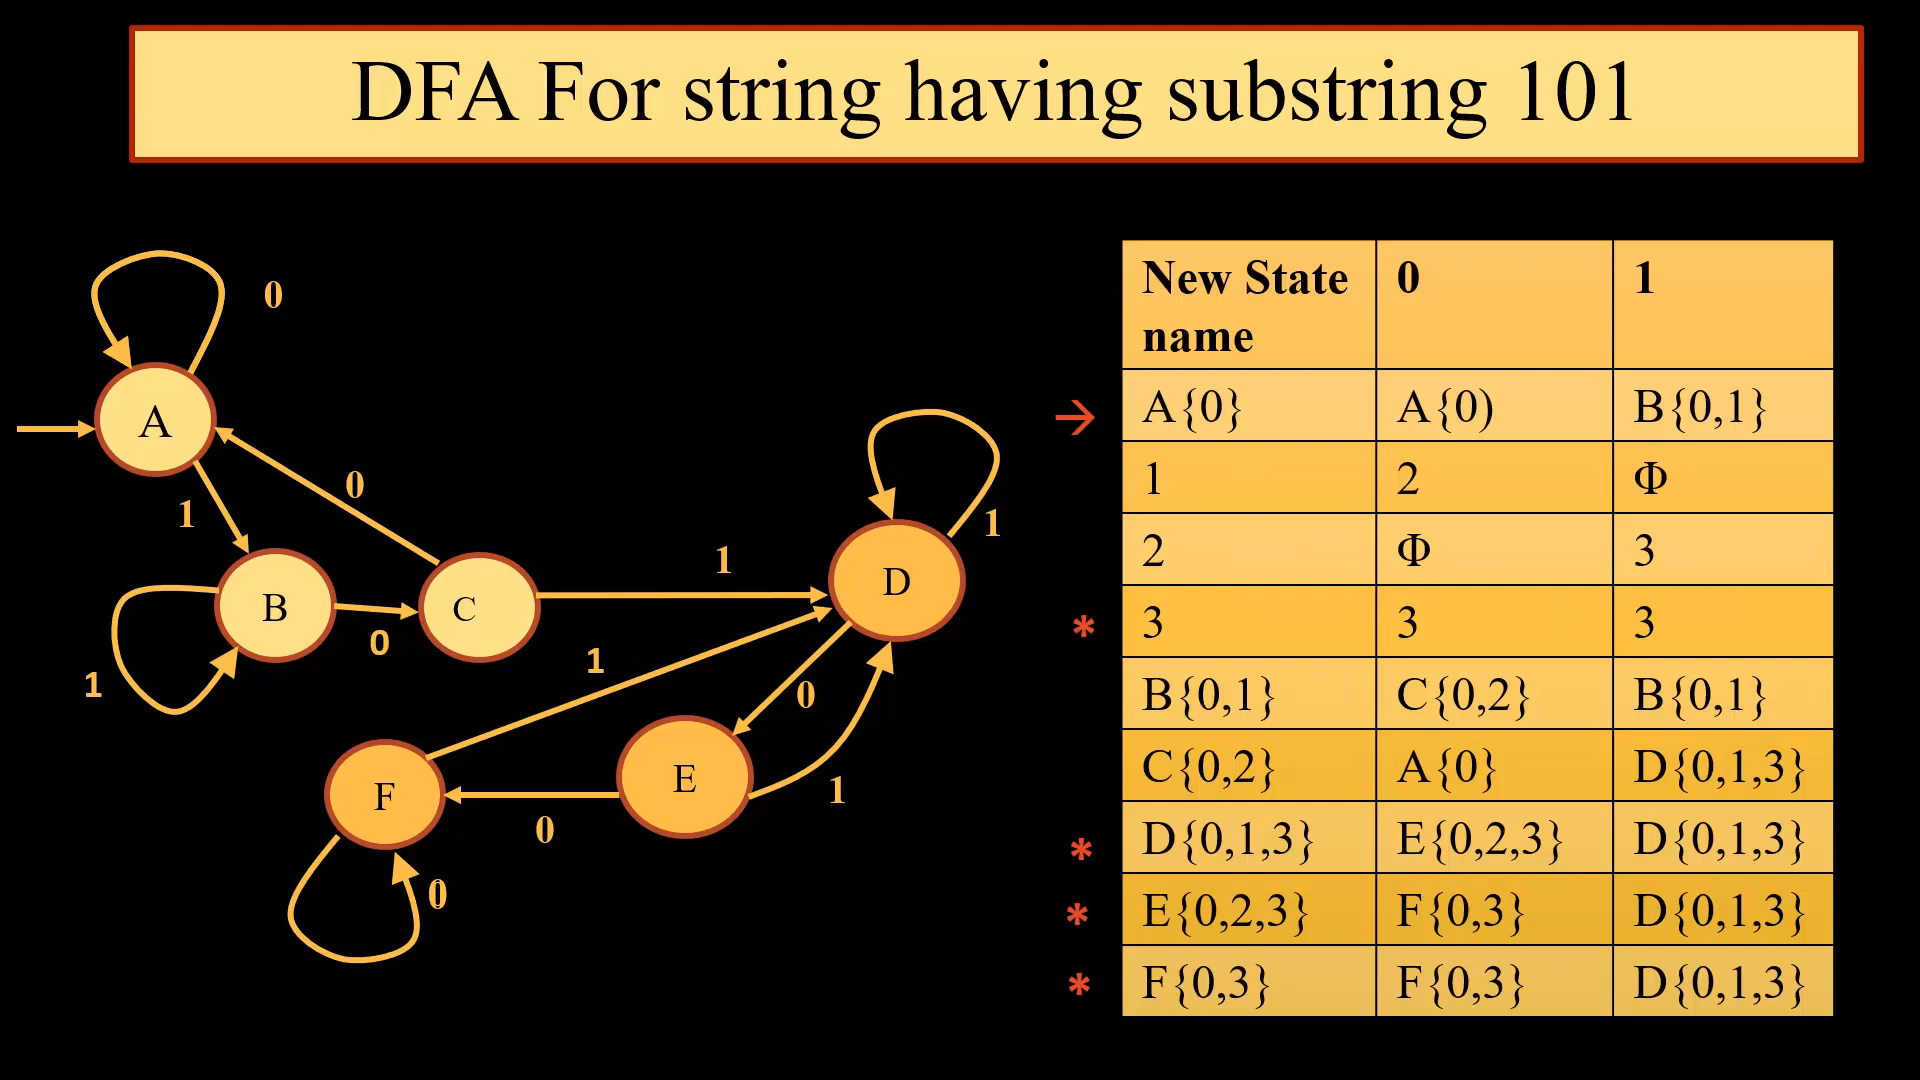 DFA For string having substring 101
0
A
0
1
1
1
D
B
C
0
1
1
0
F
E
1
0
0
New State name 0 1
→ A{0} A{0) B{0,1}
1 2 Φ
2 Φ 3
* 3 3 3
B{0,1} C{0,2} B{0,1}
C{0,2} A{0} D{0,1,3}
* D{0,1,3} E{0,2,3} D{0,1,3}
* E{0,2,3} F{0,3} D{0,1,3}
* F{0,3} F{0,3} D{0,1,3}